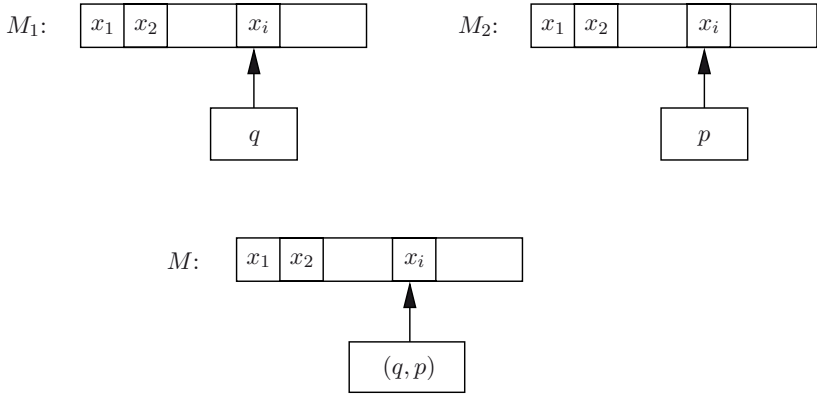 M₁: x₁ x₂ xᵢ M₂: x₁ x₂ xᵢ
q p
M: x₁ x₂ xᵢ
(q, p)